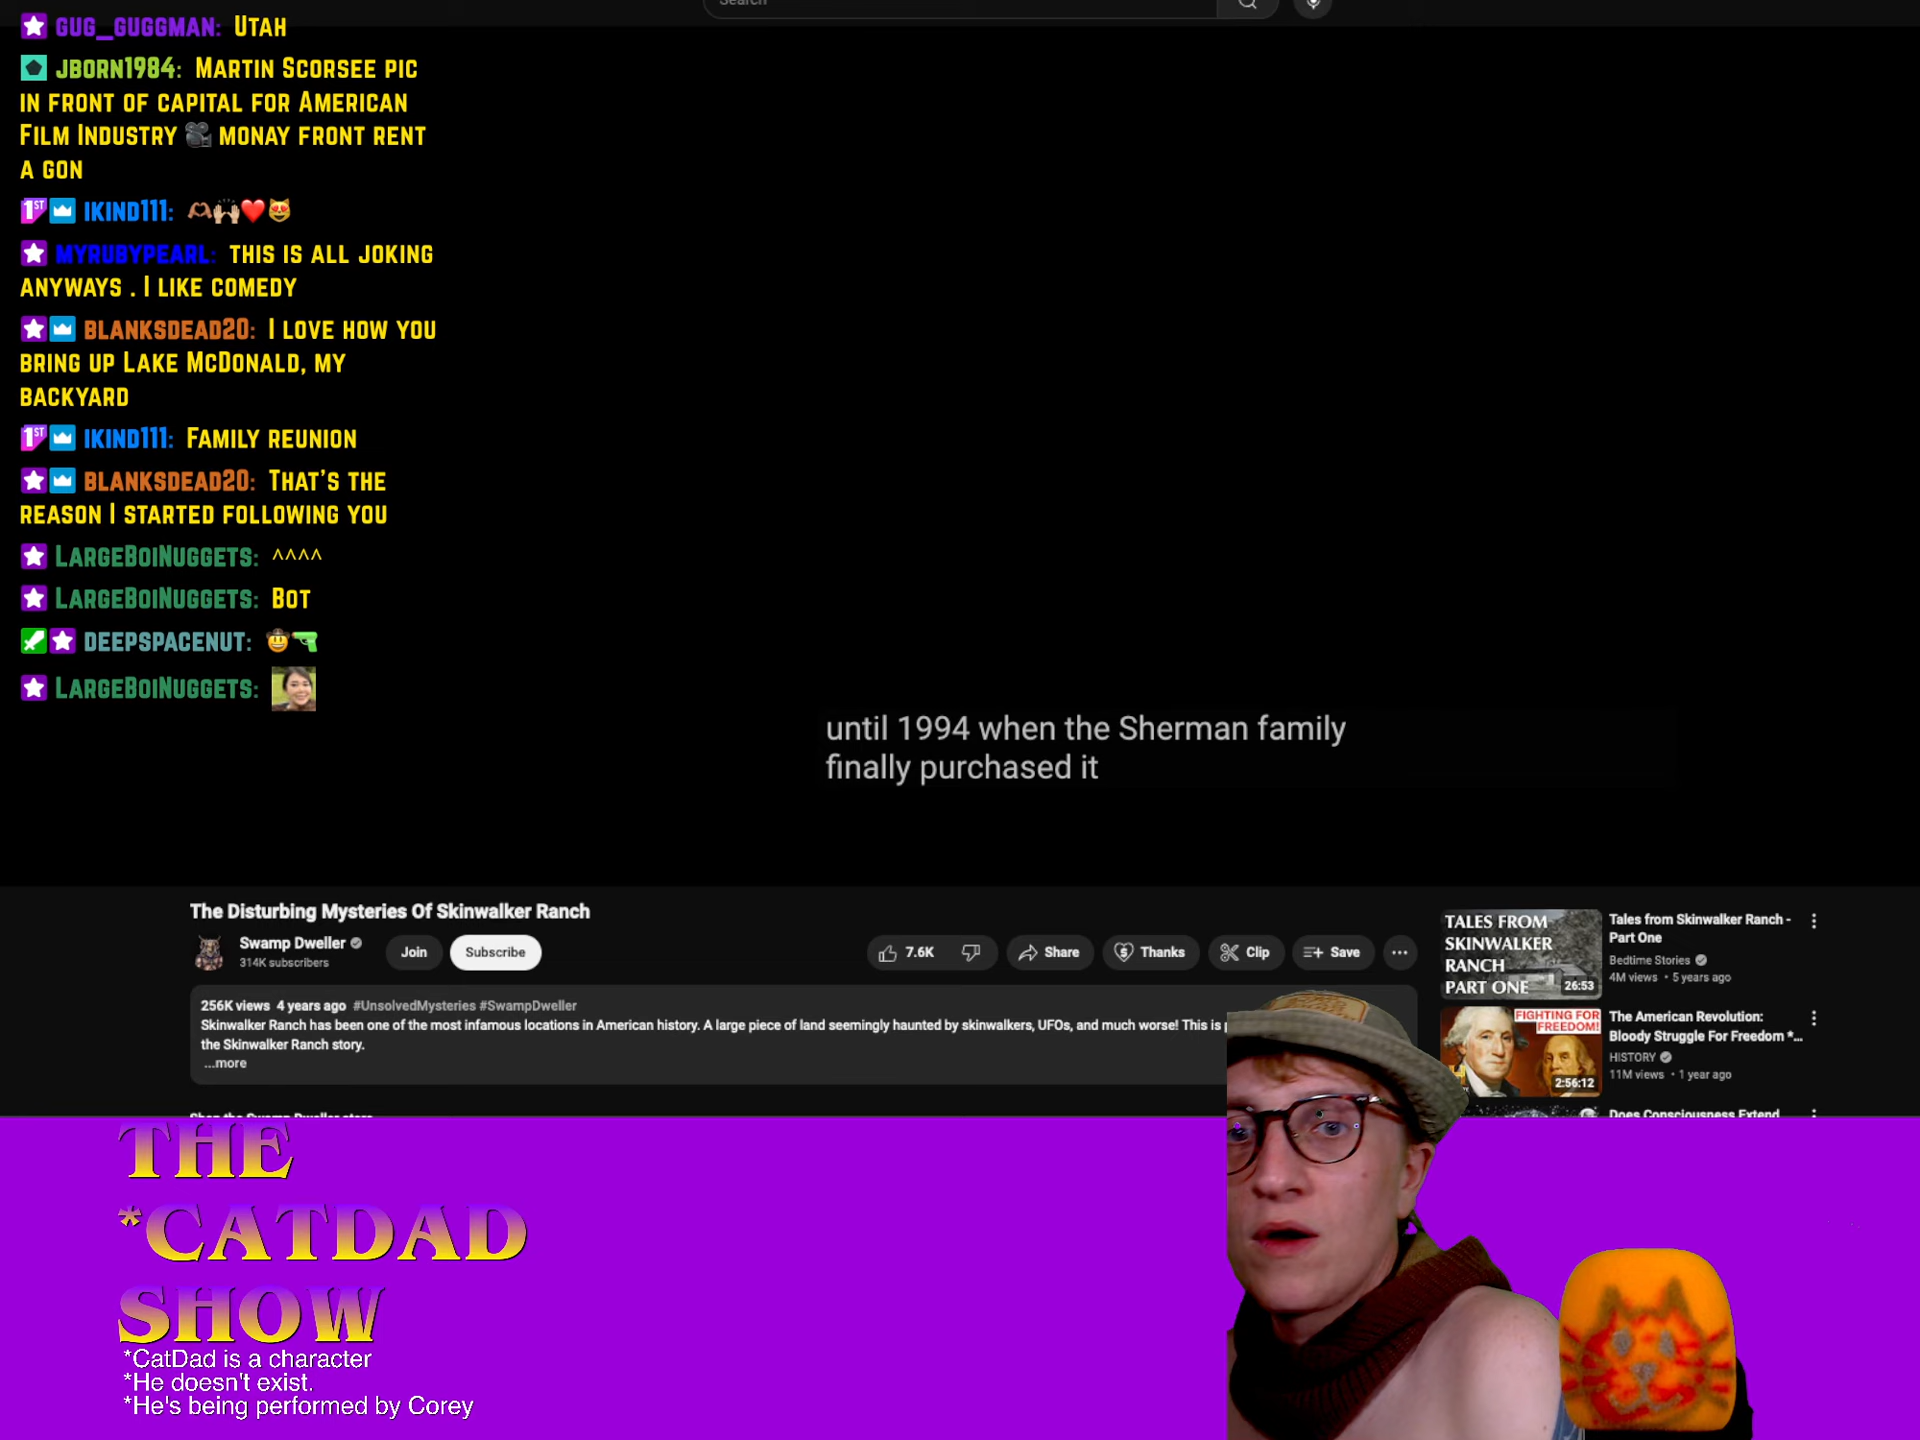 Search
GUG_GUGGMAN: UTAH
JBORN1984: MARTIN SCORSEE PIC
IN FRONT OF CAPITAL FOR AMERICAN
FILM INDUSTRY 🎥 MONAY FRONT RENT
A GON
1ST IKIND111: 🫶🏽🙌🏼❤️😻
MYRUBYPEARL: THIS IS ALL JOKING
ANYWAYS . I LIKE COMEDY
BLANKSDEAD20: I LOVE HOW YOU
BRING UP LAKE MCDONALD, MY
BACKYARD
1ST IKIND111: FAMILY REUNION
BLANKSDEAD20: THAT'S THE
REASON I STARTED FOLLOWING YOU
LARGEBOINUGGETS: ^^^^
LARGEBOINUGGETS: BOT
DEEPSPACENUT: 🤠🔫
LARGEBOINUGGETS:
until 1994 when the Sherman family
finally purchased it
The Disturbing Mysteries Of Skinwalker Ranch
Swamp Dweller
314K subscribers
Join
Subscribe
7.6K
Share
Thanks
Clip
Save
256K views 4 years ago #UnsolvedMysteries #SwampDweller
Skinwalker Ranch has been one of the most infamous locations in American history. A large piece of land seemingly haunted by skinwalkers, UFOs, and much worse! This is
the Skinwalker Ranch story.
...more
Shop the Swamp Dweller store
TALES FROM
SKINWALKER
RANCH
PART ONE
26:53
Tales from Skinwalker Ranch -
Part One
Bedtime Stories
4M views • 5 years ago
FIGHTING FOR
FREEDOM!
2:56:12
The American Revolution:
Bloody Struggle For Freedom *...
HISTORY
11M views • 1 year ago
Does Consciousness Extend
THE
*CATDAD
SHOW
*CatDad is a character
*He doesn't exist.
*He's being performed by Corey